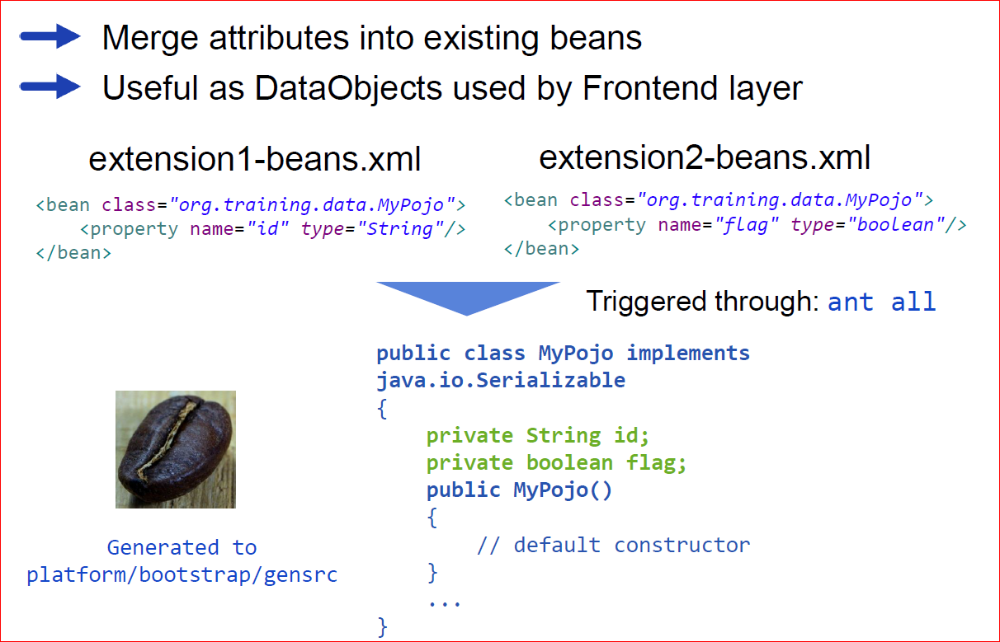 Merge attributes into existing beans
Useful as DataObjects used by Frontend layer
extension1-beans.xml
<bean class="org.training.data.MyPojo">
    <property name="id" type="String"/>
</bean>
extension2-beans.xml
<bean class="org.training.data.MyPojo">
    <property name="flag" type="boolean"/>
</bean>
Triggered through: ant all
public class MyPojo implements
java.io.Serializable
{
    private String id;
    private boolean flag;
    public MyPojo()
    {
        // default constructor
    }
    ...
}
Generated to
platform/bootstrap/gensrc